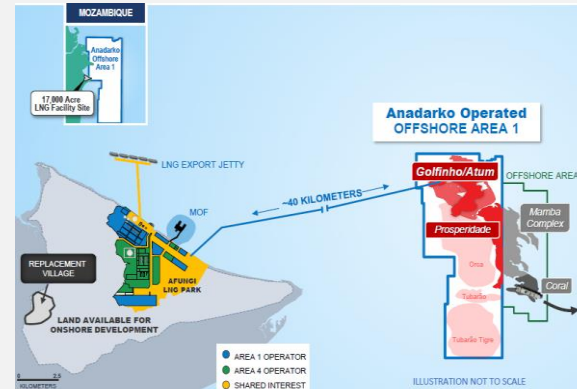 MOZAMBIQUE
Anadarko
Offshore
Area 1
17,000 Acre
LNG Facility Site
Anadarko Operated
OFFSHORE AREA 1
LNG EXPORT JETTY
Golfinho/Atum
OFFSHORE AREA
~40 KILOMETERS
MOF
Mamba
Complex
Prosperidade
REPLACEMENT
VILLAGE
Orca
AFUNGI
LNG PARK
Coral
LAND AVAILABLE FOR
ONSHORE DEVELOPMENT
Tubarão
Tubarão Tigre
AREA 1 OPERATOR
AREA 4 OPERATOR
SHARED INTEREST
0 2.5
KILOMETERS
ILLUSTRATION NOT TO SCALE